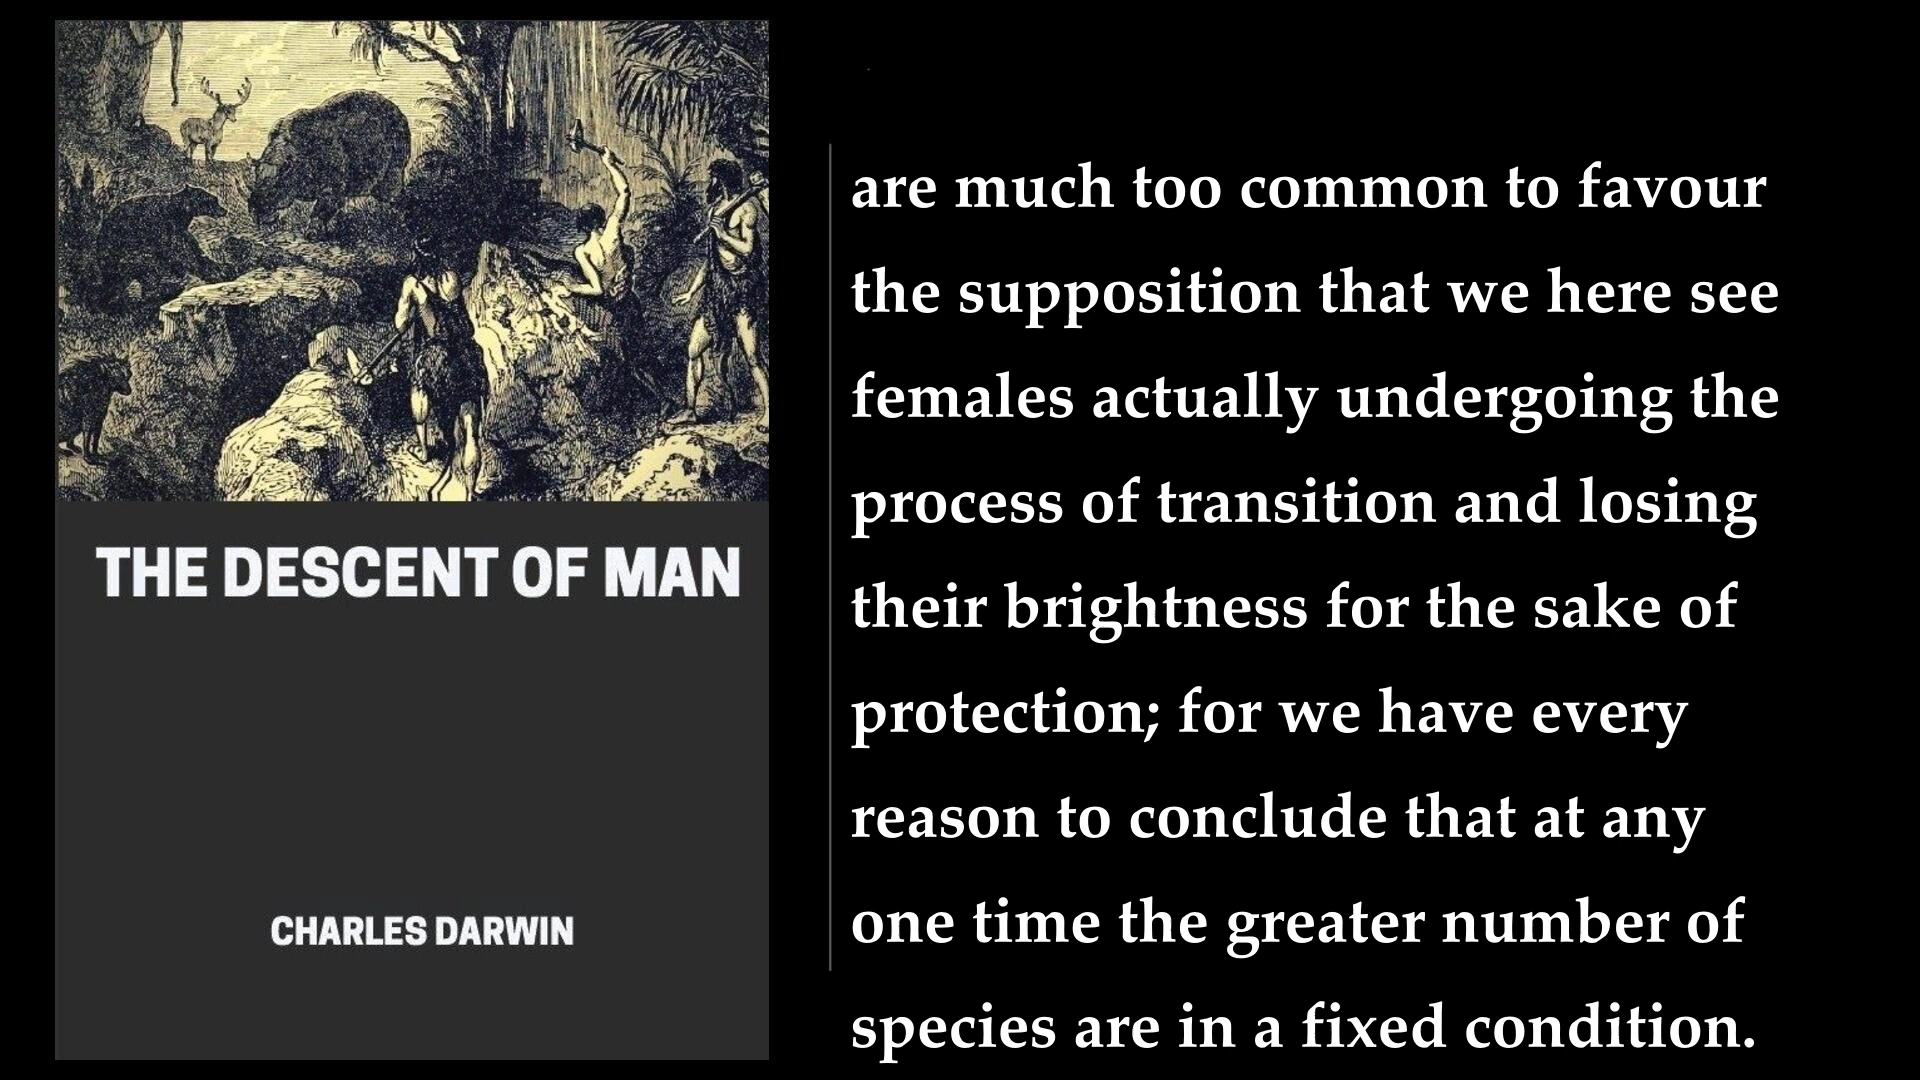 THE DESCENT OF MAN
CHARLES DARWIN
are much too common to favour
the supposition that we here see
females actually undergoing the
process of transition and losing
their brightness for the sake of
protection; for we have every
reason to conclude that at any
one time the greater number of
species are in a fixed condition.